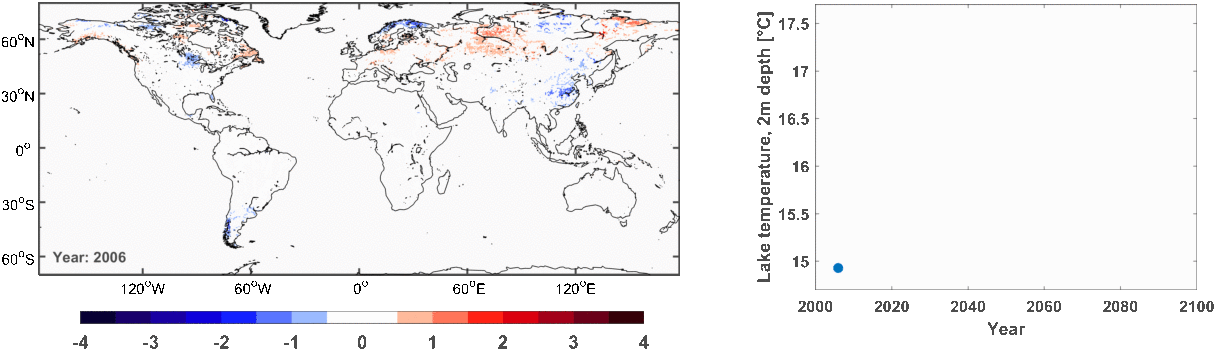 60°N
30°N
0°
30°S
60°S
Year: 2006
120°W 60°W 0° 60°E 120°E
-4 -3 -2 -1 0 1 2 3 4
Lake temperature, 2m depth [°C]
17.5
17
16.5
16
15.5
15
2000 2020 2040 2060 2080 2100
Year